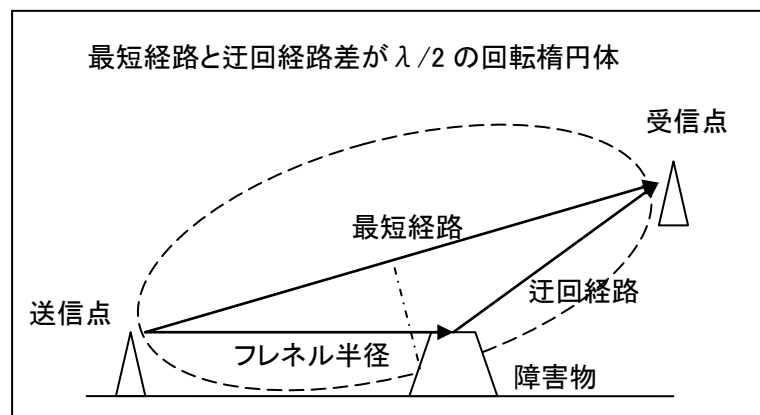 最短経路と迂回経路差がλ/2の回転楕円体
受信点
最短経路
送信点
迂回経路
フレネル半径
障害物